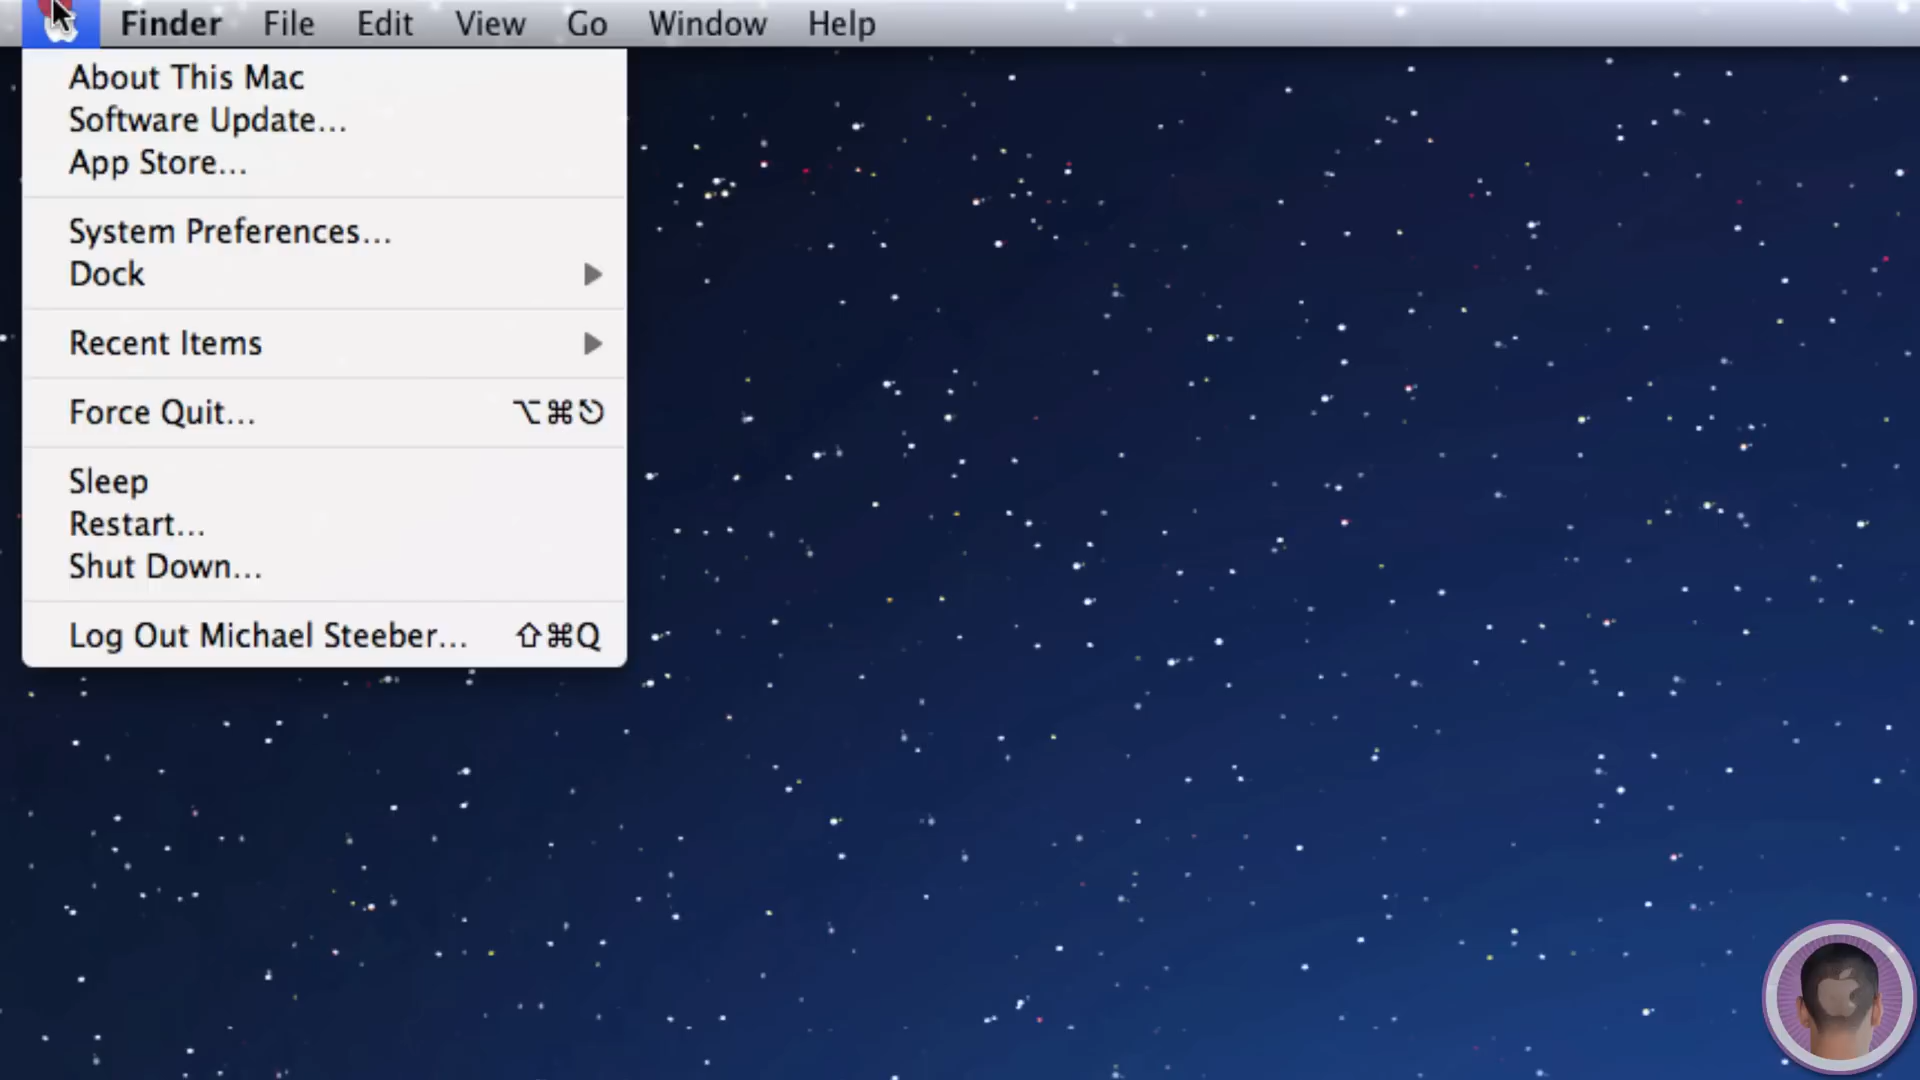 Finder File Edit View Go Window Help
About This Mac
Software Update...
App Store...
System Preferences...
Dock ▶
Recent Items ▶
Force Quit... ⌥⌘⎋
Sleep
Restart...
Shut Down...
Log Out Michael Steeber... ⇧⌘Q